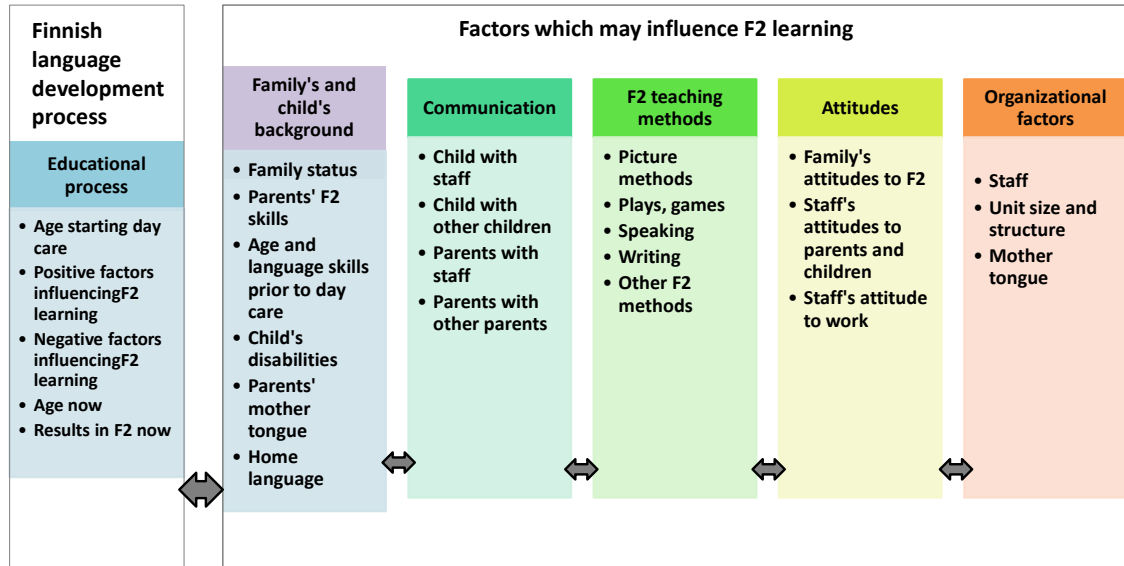 Finnish
language
development
process
Educational
process
• Age starting day
care
• Positive factors
influencingF2
learning
• Negative factors
influencingF2
learning
• Age now
• Results in F2 now
Factors which may influence F2 learning
Family's and
child's
background
• Family status
• Parents' F2
skills
• Age and
language skills
prior to day
care
• Child's
disabilities
• Parents'
mother
tongue
• Home
language
Communication
• Child with
staff
• Child with
other children
• Parents with
staff
• Parents with
other parents
F2 teaching
methods
• Picture
methods
• Plays, games
• Speaking
• Writing
• Other F2
methods
Attitudes
• Family's
attitudes to F2
• Staff's
attitudes to
parents and
children
• Staff's attitude
to work
Organizational
factors
• Staff
• Unit size and
structure
• Mother
tongue